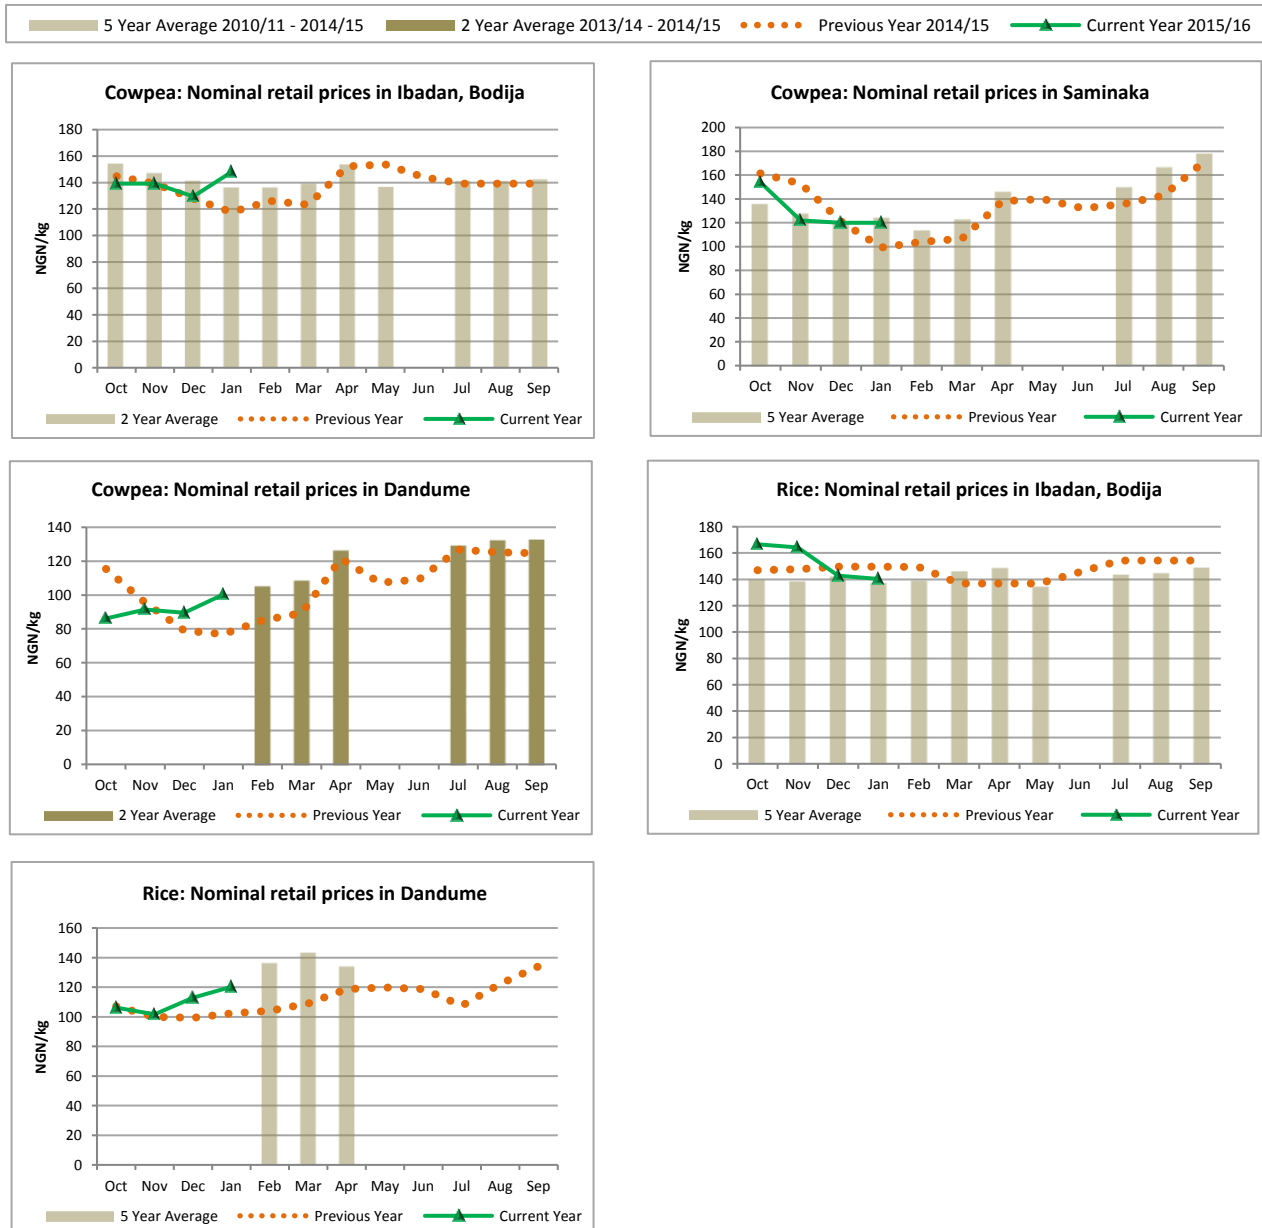 5 Year Average 2010/11 - 2014/15 2 Year Average 2013/14 - 2014/15 Previous Year 2014/15 Current Year 2015/16
Cowpea: Nominal retail prices in Ibadan, Bodija
180
160
140
120
100
80
60
40
20
0
NGN/kg
Oct Nov Dec Jan Feb Mar Apr May Jun Jul Aug Sep
2 Year Average Previous Year Current Year
Cowpea: Nominal retail prices in Saminaka
200
180
160
140
120
100
80
60
40
20
0
NGN/kg
Oct Nov Dec Jan Feb Mar Apr May Jun Jul Aug Sep
5 Year Average Previous Year Current Year
Cowpea: Nominal retail prices in Dandume
140
120
100
80
60
40
20
0
NGN/kg
Oct Nov Dec Jan Feb Mar Apr May Jun Jul Aug Sep
2 Year Average Previous Year Current Year
Rice: Nominal retail prices in Ibadan, Bodija
180
160
140
120
100
80
60
40
20
0
NGN/kg
Oct Nov Dec Jan Feb Mar Apr May Jun Jul Aug Sep
5 Year Average Previous Year Current Year
Rice: Nominal retail prices in Dandume
160
140
120
100
80
60
40
20
0
NGN/kg
Oct Nov Dec Jan Feb Mar Apr May Jun Jul Aug Sep
5 Year Average Previous Year Current Year